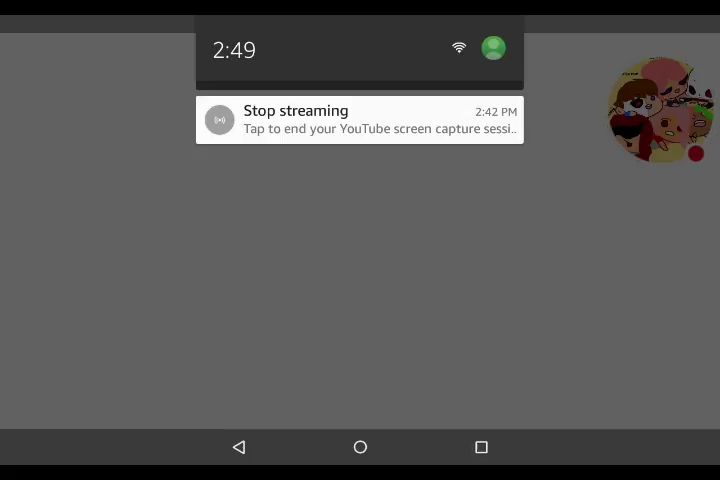 2:49
Stop streaming
2:42 PM
Tap to end your YouTube screen capture sessi..